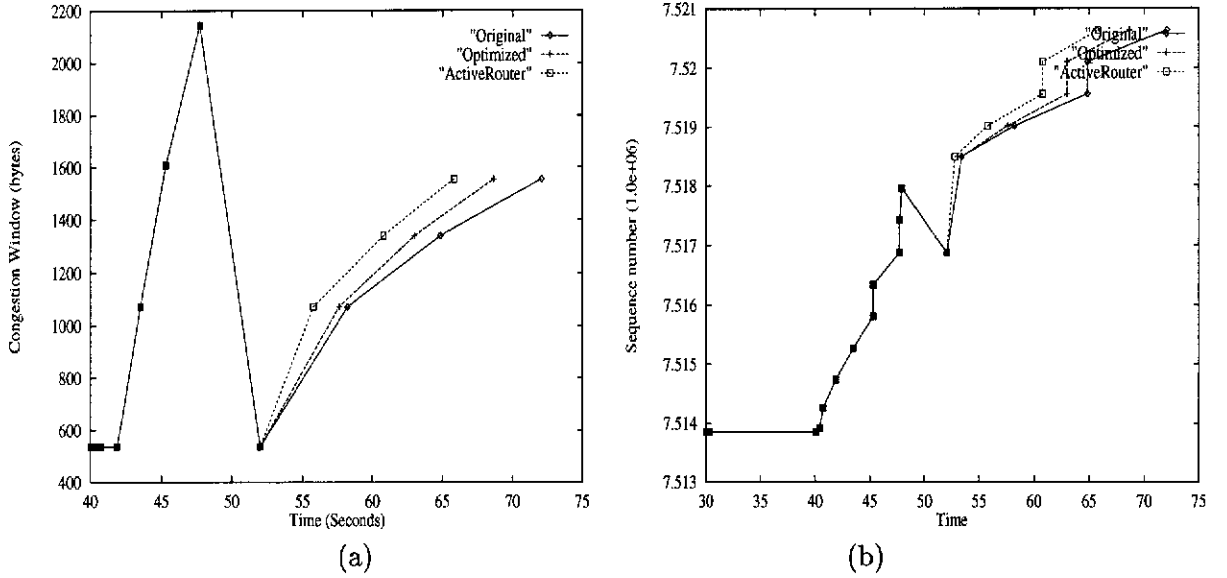 2200
2000
1800
1600
1400
1200
1000
800
600
400
Congestion Window (bytes)
40 45 50 55 60 65 70 75
Time (Seconds)
"Original"
"Optimized"
"ActiveRouter"
(a)
7.521
7.52
7.519
7.518
7.517
7.516
7.515
7.514
7.513
Sequence number (1.0e+06)
30 35 40 45 50 55 60 65 70 75
Time
"Original"
"Optimized"
"ActiveRouter"
(b)